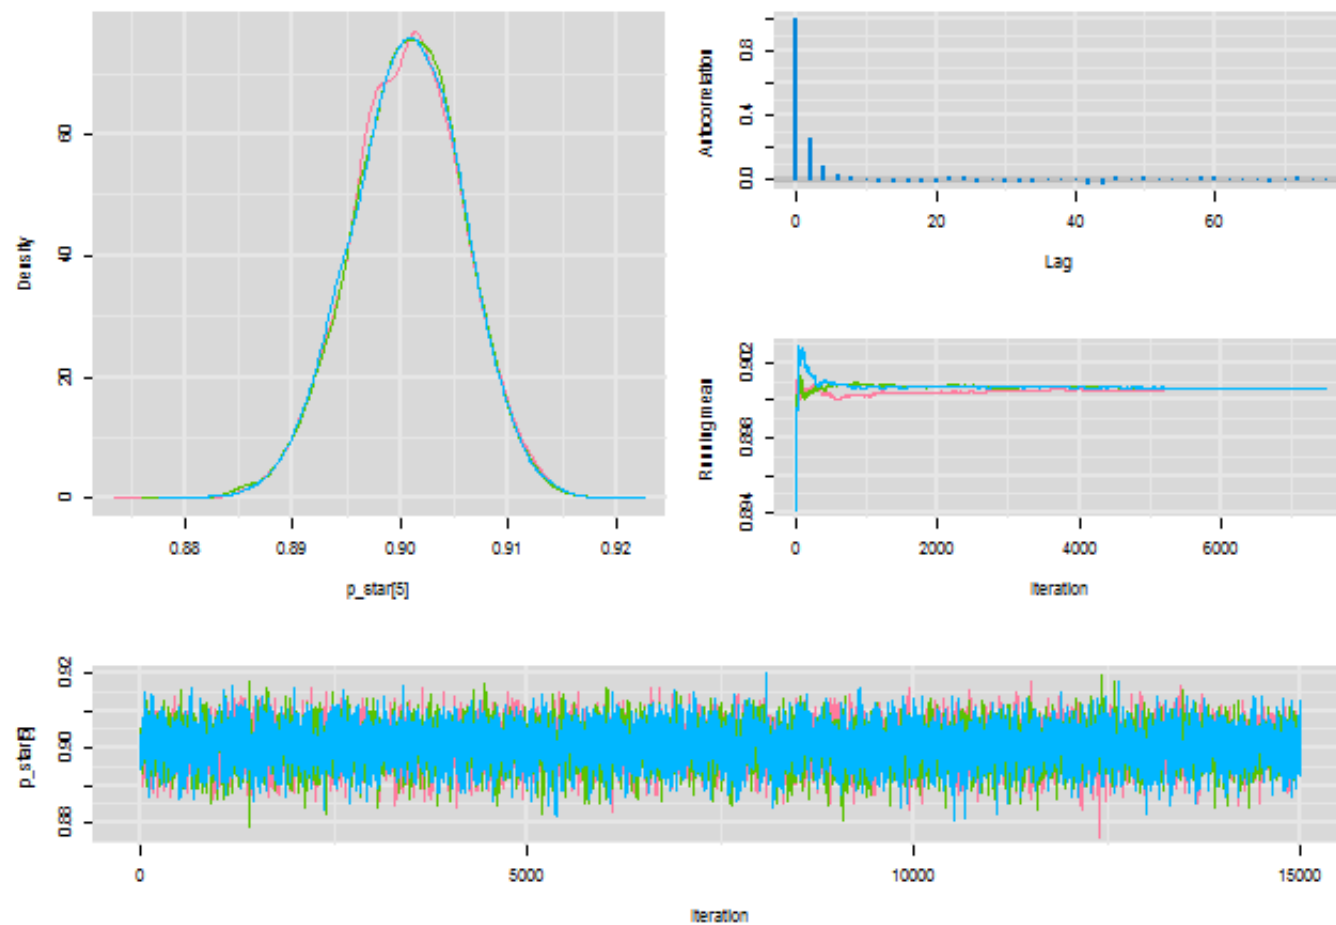 Density
60
40
20
0
0.88 0.89 0.90 0.91 0.92
p_star[5]
Autocorrelation
0.8
0.4
0.0
0 20 40 60
Lag
Running mean
0.902
0.898
0.894
0 2000 4000 6000
Iteration
p_star[5]
0.92
0.90
0.88
0 5000 10000 15000
Iteration